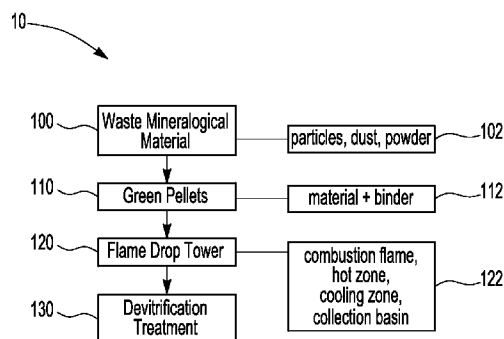 10
100
Waste Mineralogical
Material
particles, dust, powder
102
110
Green Pellets
material + binder
112
120
Flame Drop Tower
combustion flame,
hot zone,
cooling zone,
collection basin
122
130
Devitrification
Treatment